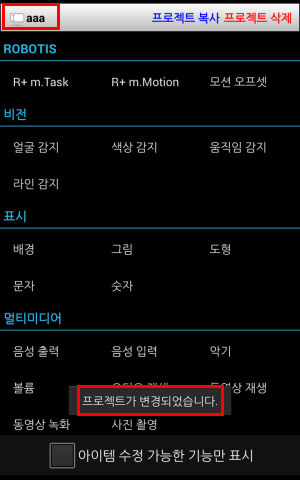 aaa 프로젝트 복사 프로젝트 삭제
ROBOTIS
R+ m.Task R+ m.Motion 모션 오프셋
비전
얼굴 감지 색상 감지 움직임 감지
라인 감지
표시
배경 그림 도형
문자 숫자
멀티미디어
음성 출력 음성 입력 악기
볼륨 재생
프로젝트가 변경되었습니다.
동영상 녹화 사진 촬영
아이템 수정 가능한 기능만 표시